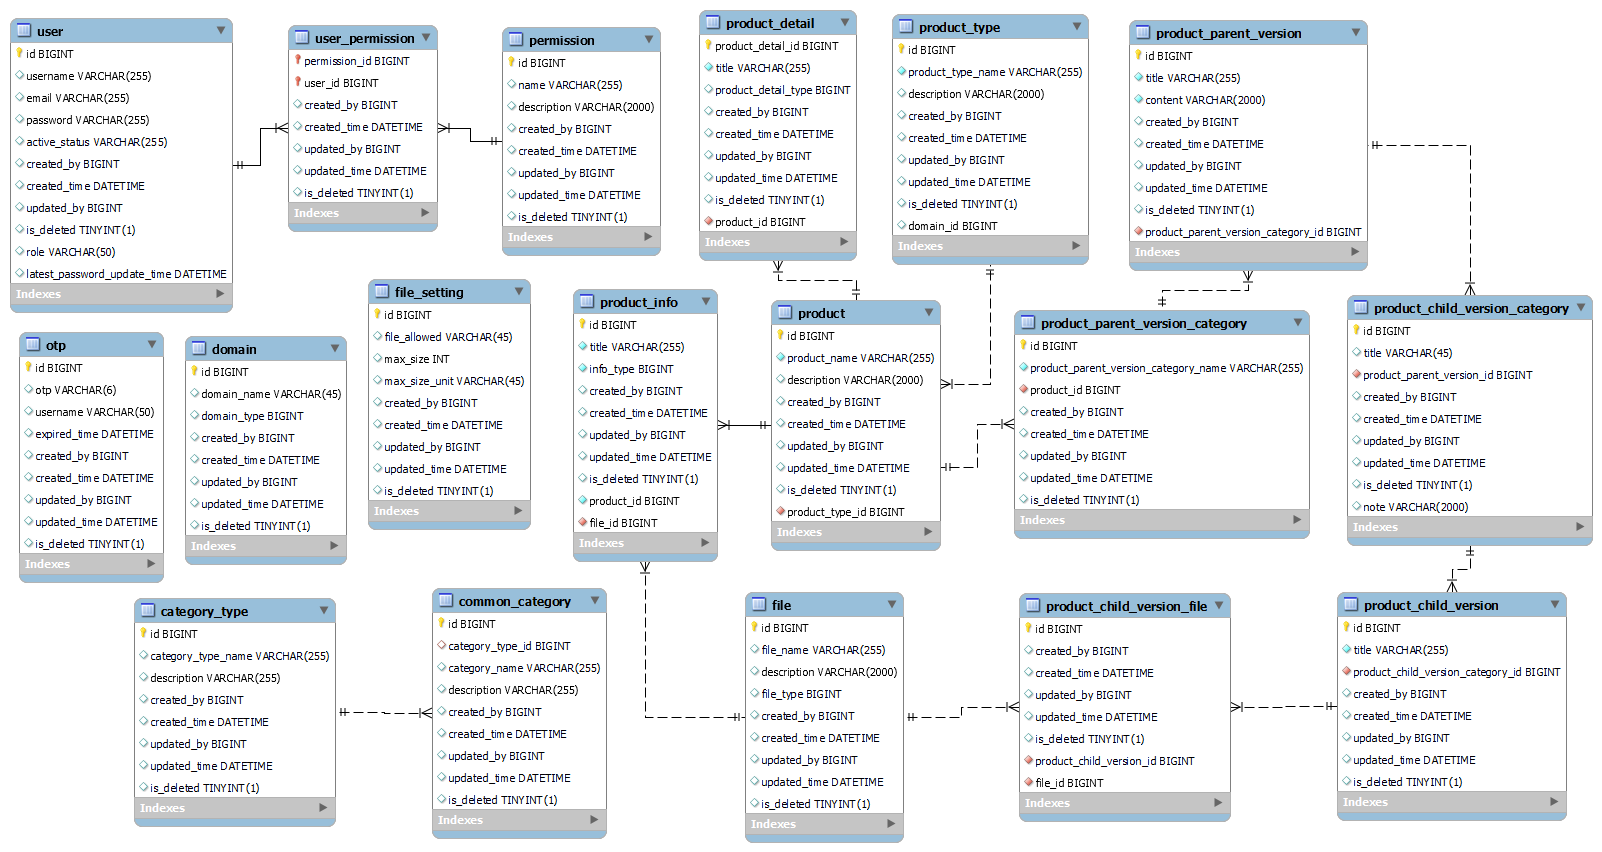 user
id BIGINT
username VARCHAR(255)
email VARCHAR(255)
password VARCHAR(255)
active_status VARCHAR(255)
created_by BIGINT
created_time DATETIME
updated_by BIGINT
is_deleted TINYINT(1)
role VARCHAR(50)
latest_password_update_time DATETIME
Indexes
user_permission
permission_id BIGINT
user_id BIGINT
created_by BIGINT
created_time DATETIME
updated_by BIGINT
updated_time DATETIME
is_deleted TINYINT(1)
Indexes
permission
id BIGINT
name VARCHAR(255)
description VARCHAR(2000)
created_by BIGINT
created_time DATETIME
updated_by BIGINT
updated_time DATETIME
is_deleted TINYINT(1)
Indexes
product_detail
product_detail_id BIGINT
title VARCHAR(255)
product_detail_type BIGINT
created_by BIGINT
created_time DATETIME
updated_by BIGINT
updated_time DATETIME
is_deleted TINYINT(1)
product_id BIGINT
Indexes
product_type
id BIGINT
product_type_name VARCHAR(255)
description VARCHAR(2000)
created_by BIGINT
created_time DATETIME
updated_by BIGINT
updated_time DATETIME
is_deleted TINYINT(1)
domain_id BIGINT
Indexes
product_parent_version
id BIGINT
title VARCHAR(255)
content VARCHAR(2000)
created_by BIGINT
created_time DATETIME
updated_by BIGINT
updated_time DATETIME
is_deleted TINYINT(1)
product_parent_version_category_id BIGINT
Indexes
otp
id BIGINT
otp VARCHAR(6)
username VARCHAR(50)
expired_time DATETIME
created_by BIGINT
created_time DATETIME
updated_by BIGINT
updated_time DATETIME
is_deleted TINYINT(1)
Indexes
domain
id BIGINT
domain_name VARCHAR(45)
domain_type BIGINT
created_by BIGINT
created_time DATETIME
updated_by BIGINT
updated_time DATETIME
is_deleted TINYINT(1)
Indexes
file_setting
id BIGINT
file_allowed VARCHAR(45)
max_size INT
max_size_unit VARCHAR(45)
created_by BIGINT
created_time DATETIME
updated_by BIGINT
updated_time DATETIME
is_deleted TINYINT(1)
Indexes
product_info
id BIGINT
title VARCHAR(255)
info_type BIGINT
created_by BIGINT
created_time DATETIME
updated_by BIGINT
updated_time DATETIME
is_deleted TINYINT(1)
product_id BIGINT
file_id BIGINT
Indexes
product
id BIGINT
product_name VARCHAR(255)
description VARCHAR(2000)
created_by BIGINT
created_time DATETIME
updated_by BIGINT
updated_time DATETIME
is_deleted TINYINT(1)
product_type_id BIGINT
Indexes
product_parent_version_category
id BIGINT
product_parent_version_category_name VARCHAR(255)
product_id BIGINT
created_by BIGINT
created_time DATETIME
updated_by BIGINT
updated_time DATETIME
is_deleted TINYINT(1)
Indexes
product_child_version_category
id BIGINT
title VARCHAR(45)
product_parent_version_id BIGINT
created_by BIGINT
created_time DATETIME
updated_by BIGINT
updated_time DATETIME
is_deleted TINYINT(1)
note VARCHAR(2000)
Indexes
category_type
id BIGINT
category_type_name VARCHAR(255)
description VARCHAR(255)
created_by BIGINT
created_time DATETIME
updated_by BIGINT
updated_time DATETIME
is_deleted TINYINT(1)
Indexes
common_category
id BIGINT
category_type_id BIGINT
category_name VARCHAR(255)
description VARCHAR(255)
created_by BIGINT
created_time DATETIME
updated_by BIGINT
updated_time DATETIME
is_deleted TINYINT(1)
Indexes
file
id BIGINT
file_name VARCHAR(255)
description VARCHAR(2000)
file_type BIGINT
created_by BIGINT
created_time DATETIME
updated_by BIGINT
updated_time DATETIME
is_deleted TINYINT(1)
Indexes
product_child_version_file
id BIGINT
created_by BIGINT
created_time DATETIME
updated_by BIGINT
updated_time DATETIME
is_deleted TINYINT(1)
product_child_version_id BIGINT
file_id BIGINT
Indexes
product_child_version
id BIGINT
title VARCHAR(255)
product_child_version_category_id BIGINT
created_by BIGINT
created_time DATETIME
updated_by BIGINT
updated_time DATETIME
is_deleted TINYINT(1)
Indexes